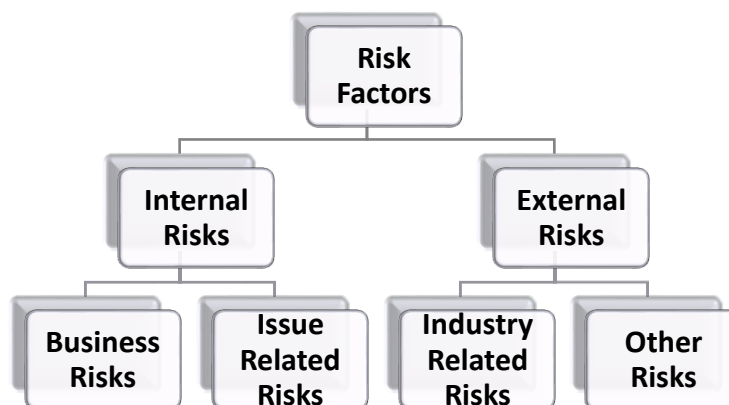 Risk
Factors
Internal
Risks
External
Risks
Business
Risks
Issue
Related
Risks
Industry
Related
Risks
Other
Risks